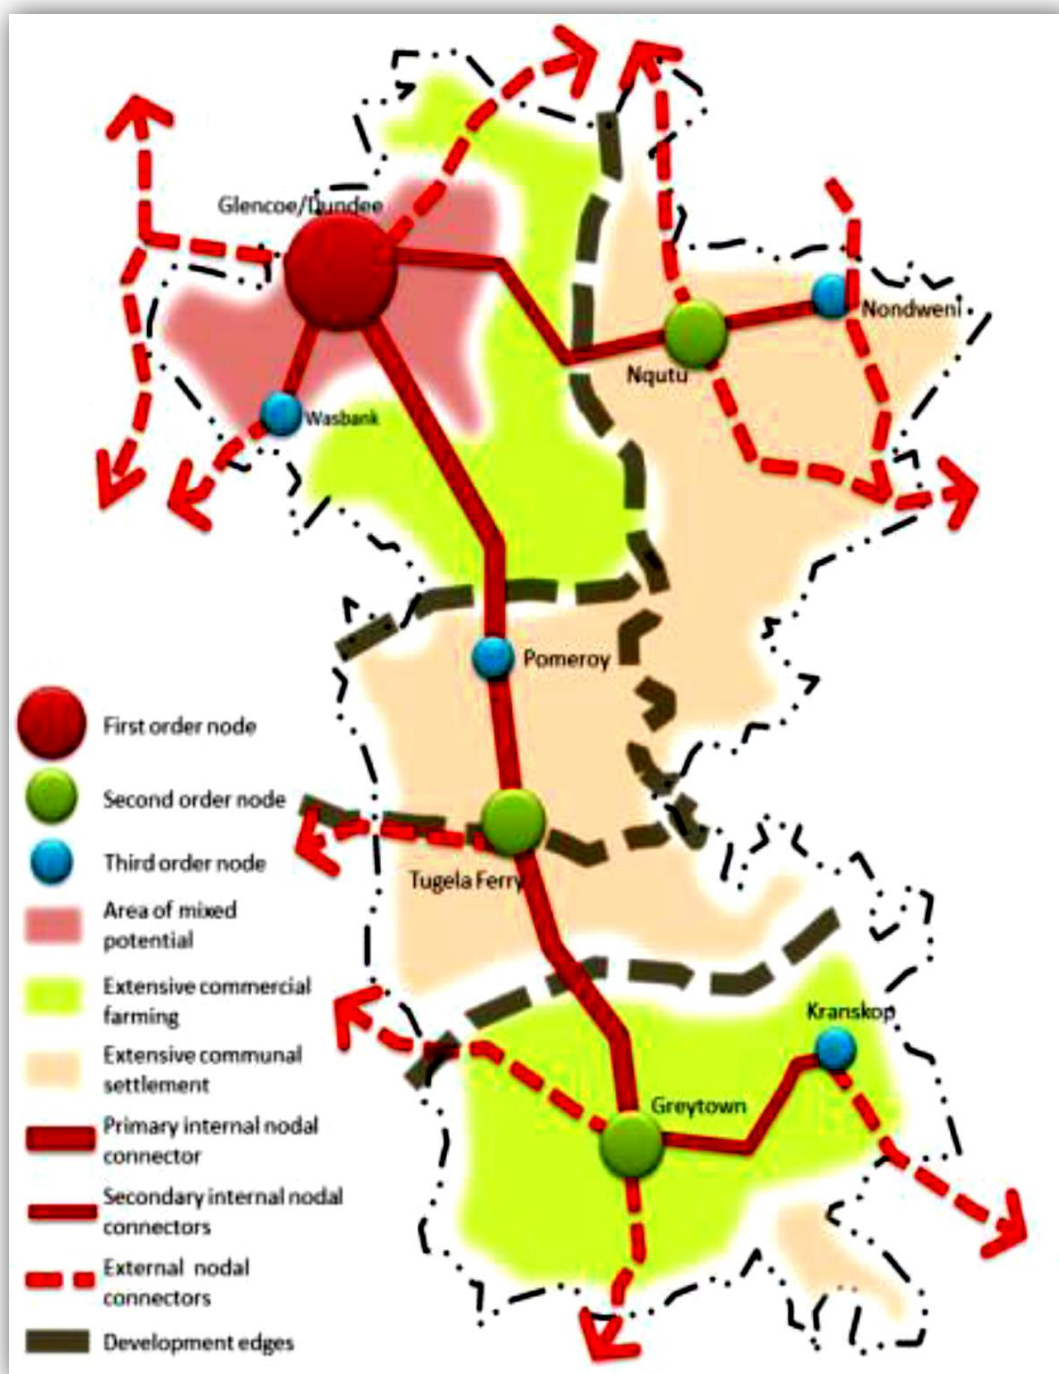 Glencoe/Dundee
Nondweni
Nqutu
Wasbank
Pomeroy
Tugela Ferry
Kranskop
Greytown
First order node
Second order node
Third order node
Area of mixed
potential
Extensive commercial
farming
Extensive communal
settlement
Primary internal nodal
connector
Secondary internal nodal
connectors
External nodal
connectors
Development edges